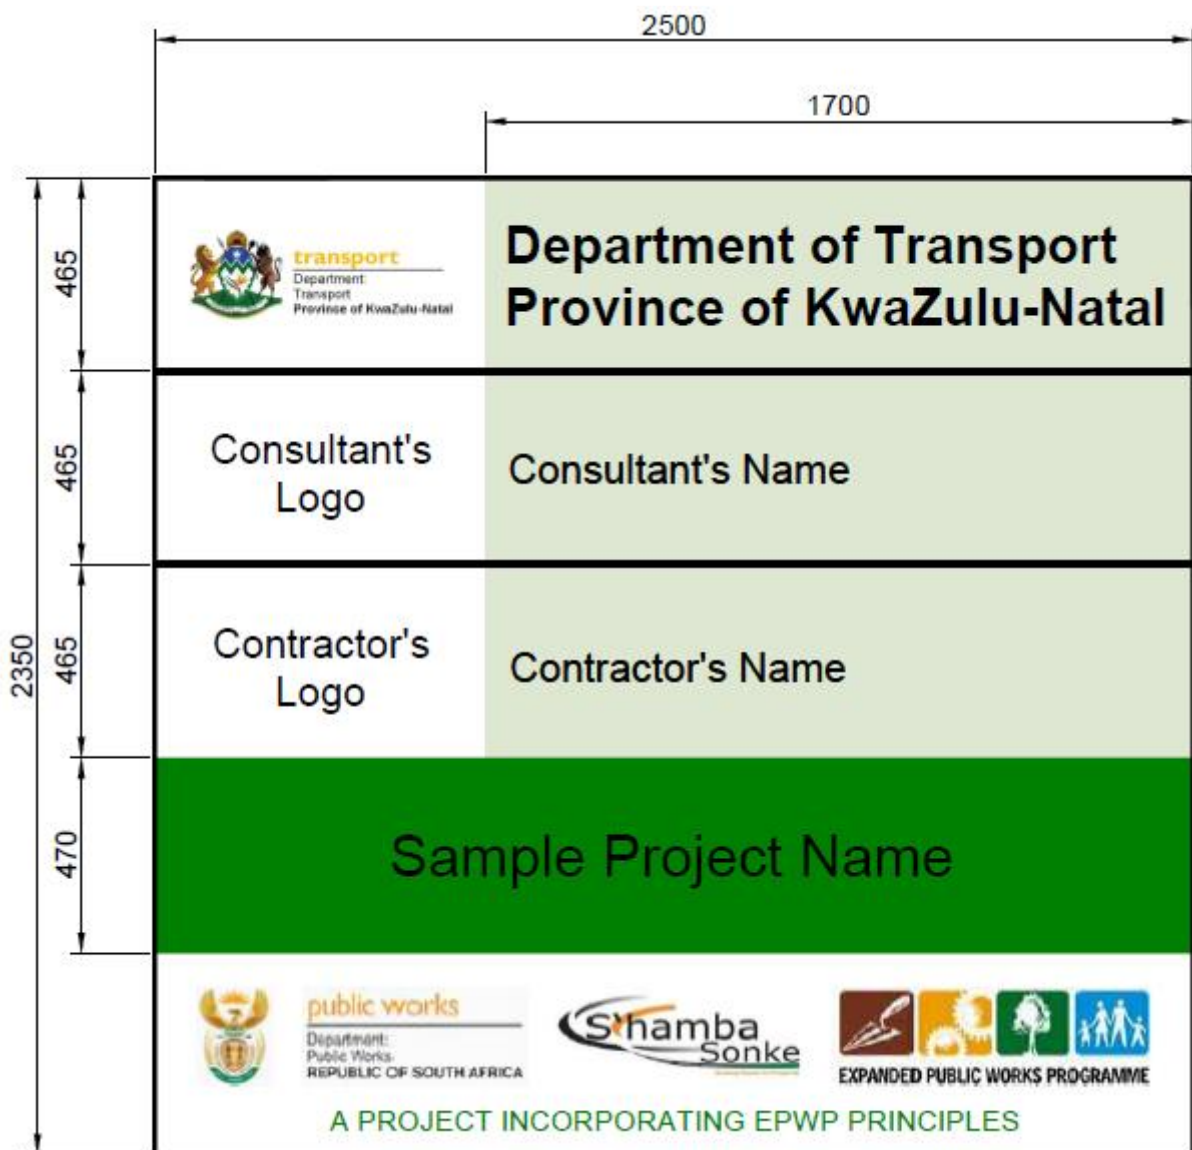 2500
1700
465
transport
Department:
Transport
Province of KwaZulu-Natal
Department of Transport
Province of KwaZulu-Natal
465
Consultant's
Logo
Consultant's Name
2350
465
Contractor's
Logo
Contractor's Name
470
Sample Project Name
public works
Department:
Public Works
REPUBLIC OF SOUTH AFRICA
S'hamba
Sonke
EXPANDED PUBLIC WORKS PROGRAMME
A PROJECT INCORPORATING EPWP PRINCIPLES